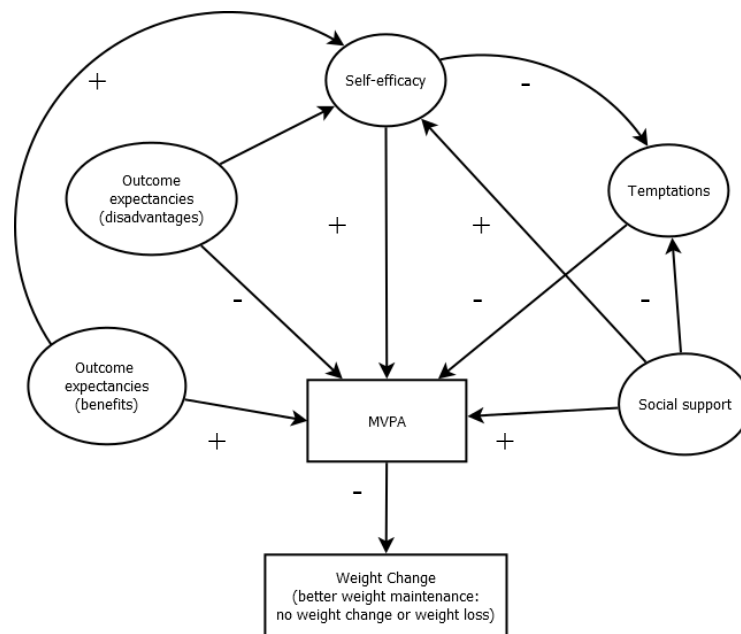 Self-efficacy
+
-
Outcome
expectancies
(disadvantages)
Temptations
+
+
-
-
-
Outcome
expectancies
(benefits)
MVPA
Social support
+
+
-
Weight Change
(better weight maintenance:
no weight change or weight loss)